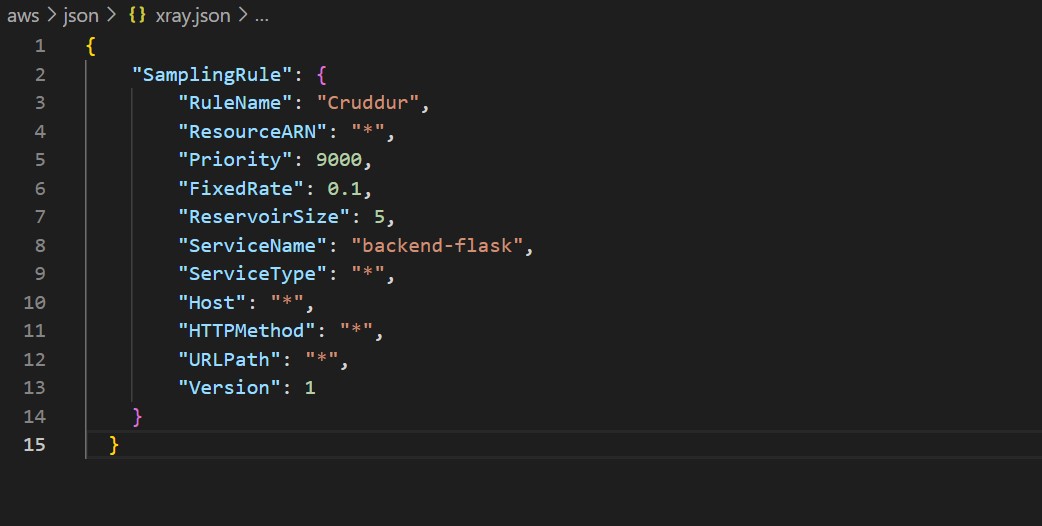 aws > json > {} xray.json > ...
1 {
2     "SamplingRule": {
3         "RuleName": "Cruddur",
4         "ResourceARN": "*",
5         "Priority": 9000,
6         "FixedRate": 0.1,
7         "ReservoirSize": 5,
8         "ServiceName": "backend-flask",
9         "ServiceType": "*",
10         "Host": "*",
11         "HTTPMethod": "*",
12         "URLPath": "*",
13         "Version": 1
14     }
15   }